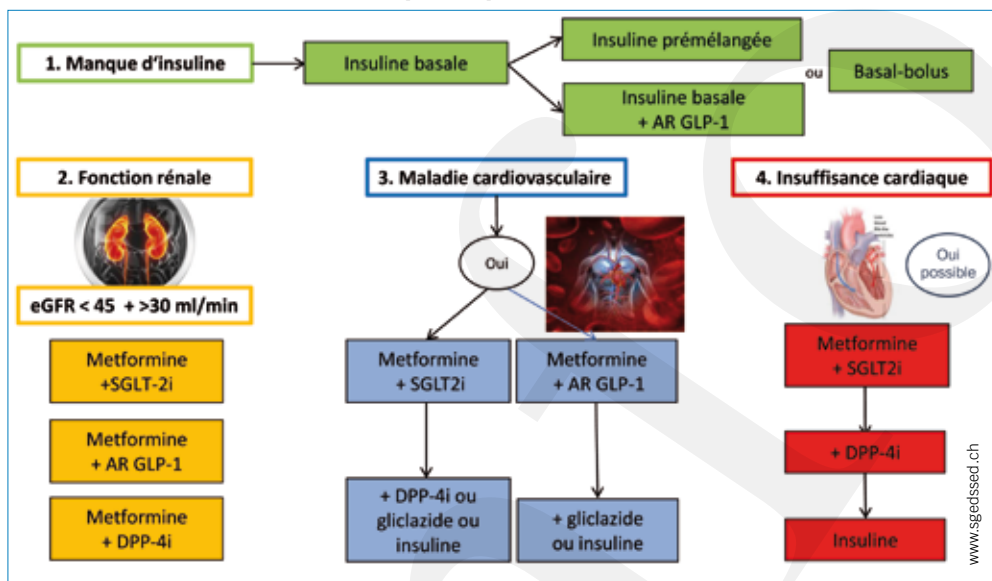 1. Manque d'insuline
Insuline basale
Insuline prémélangée
Insuline basale
+ AR GLP-1
ou
Basal-bolus
2. Fonction rénale
eGFR < 45 + >30 ml/min
Metformine
+SGLT-2i
Metformine
+ AR GLP-1
Metformine
+ DPP-4i
3. Maladie cardiovasculaire
Oui
Metformine
+ SGLT2i
Metformine
+ AR GLP-1
+ DPP-4i ou
gliclazide ou
insuline
+ gliclazide
ou insuline
4. Insuffisance cardiaque
Oui
possible
Metformine
+ SGLT2i
+ DPP-4i
Insuline
www.sgedssed.ch